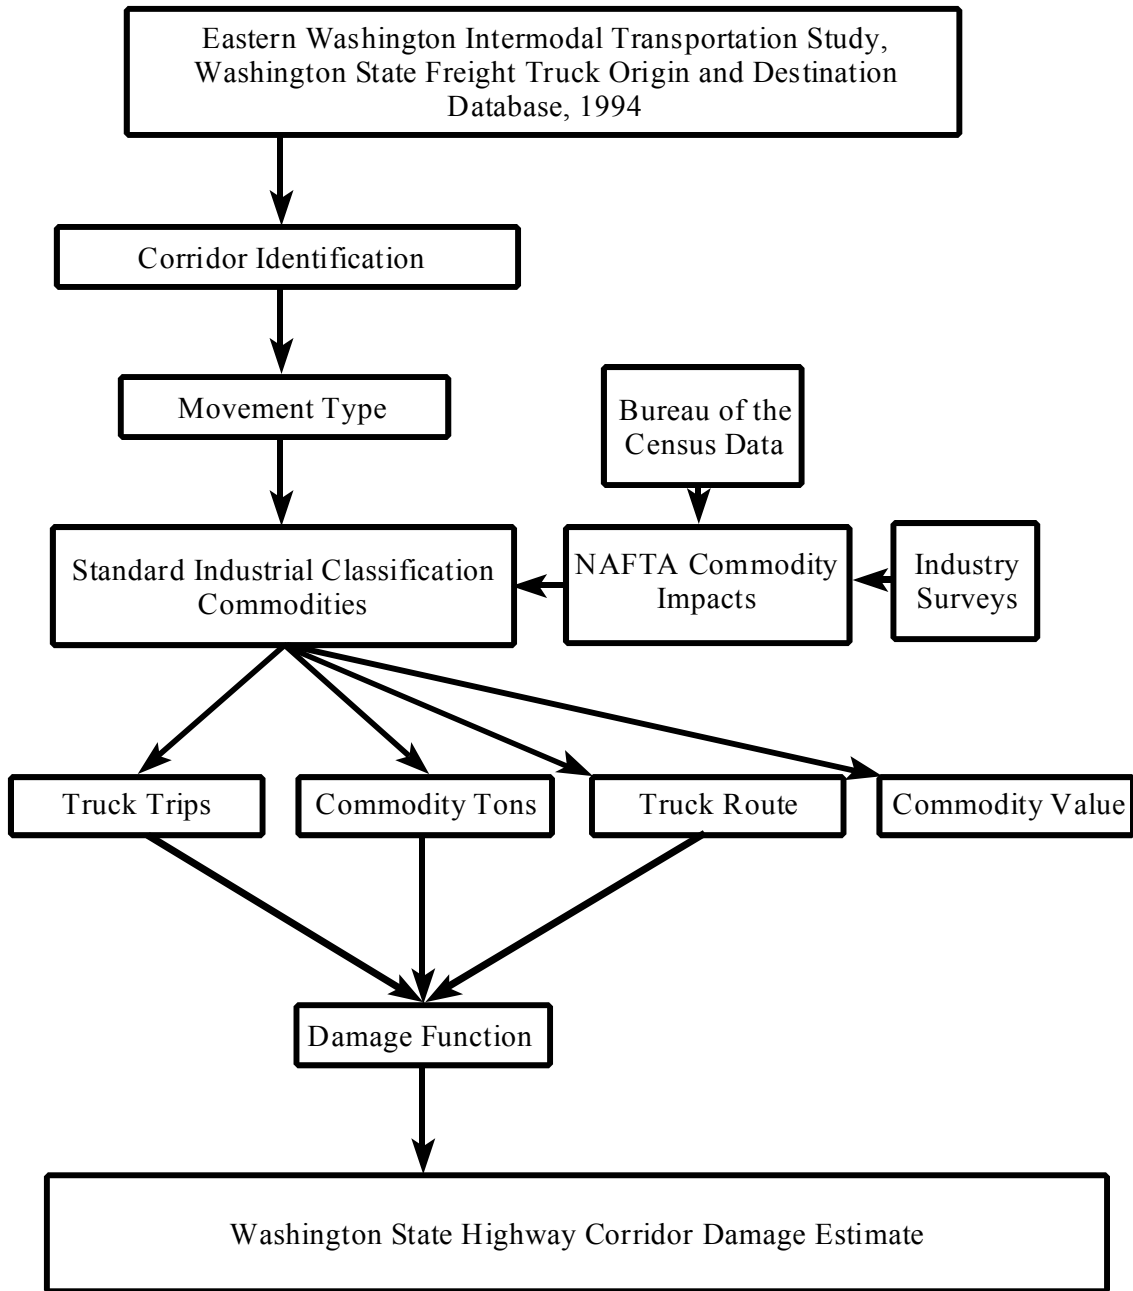 Eastern Washington Intermodal Transportation Study,
Washington State Freight Truck Origin and Destination
Database, 1994
Corridor Identification
Movement Type
Bureau of the
Census Data
Standard Industrial Classification
Commodities
NAFTA Commodity
Impacts
Industry
Surveys
Truck Trips
Commodity Tons
Truck Route
Commodity Value
Damage Function
Washington State Highway Corridor Damage Estimate